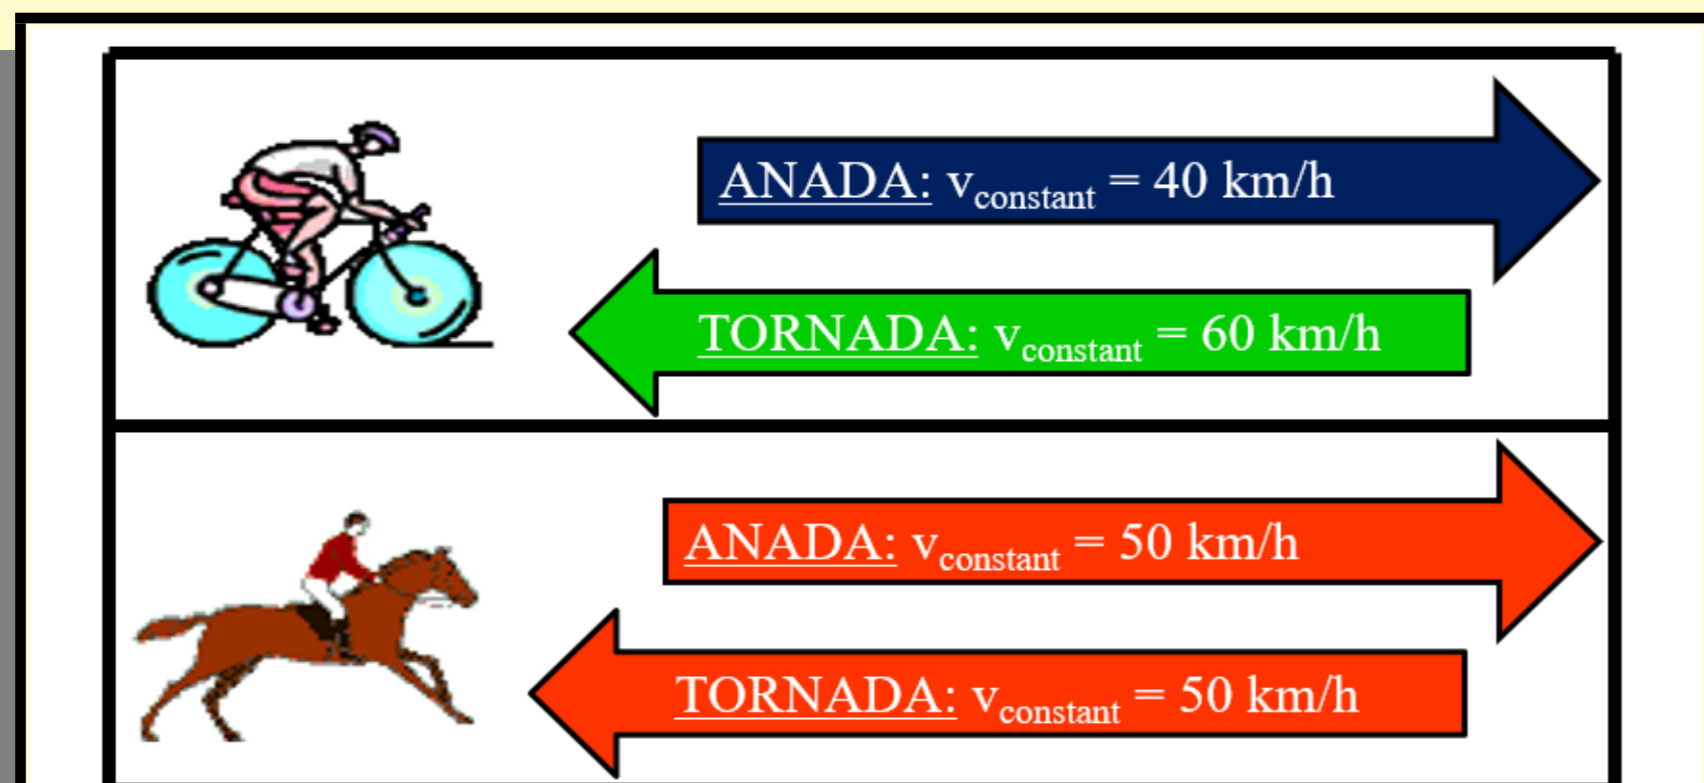 ANADA: vconstant = 40 km/h
TORNADA: vconstant = 60 km/h
ANADA: vconstant = 50 km/h
TORNADA: vconstant = 50 km/h